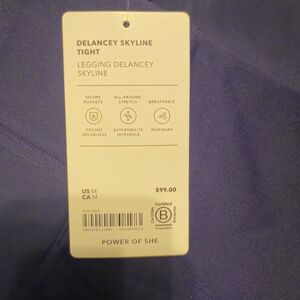 DELANCEY SKYLINE
TIGHT
LEGGING DELANCEY
SKYLINE
SECURE
POCKETS
ALL-AROUND
STRETCH
BREATHABLE
POCHES
SÉCURISÉES
EXTENSIBILITÉ
INTÉGRALE
RESPIRANT
US M
CA M
$99.00
Certified
B
Corporation
POWER OF SHE